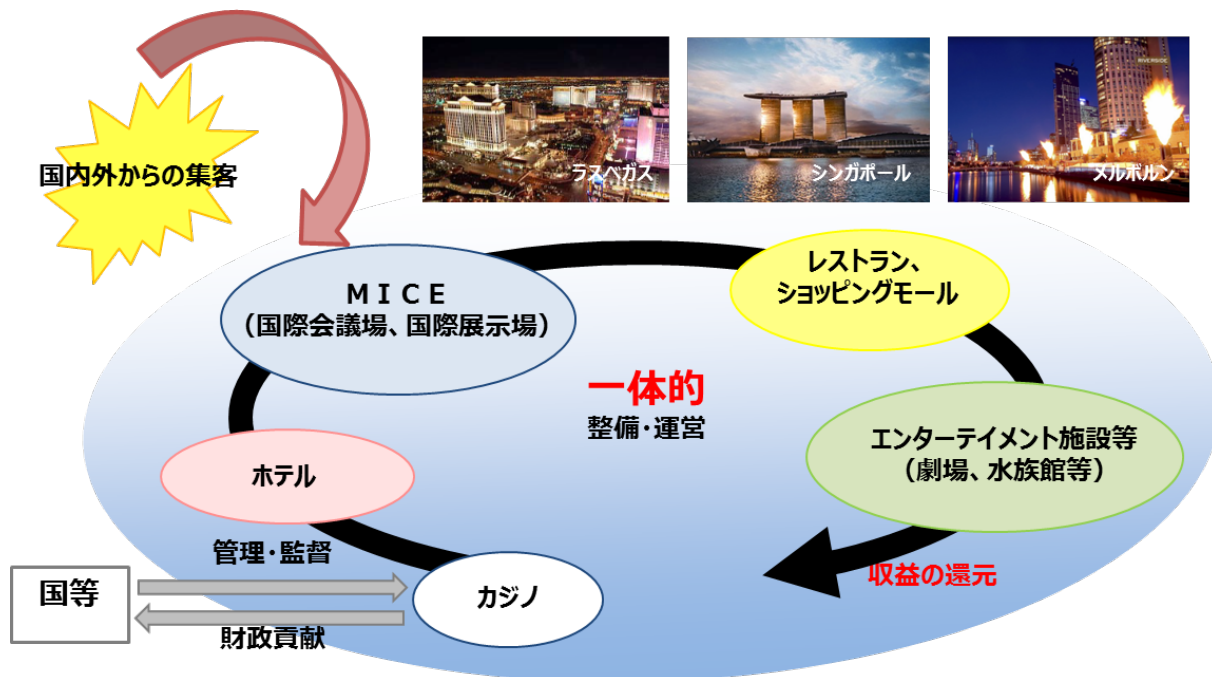 国内外からの集客
ラスベガス
シンガポール
RIVERSIDE
メルボルン
MICE
(国際会議場、国際展示場)
レストラン、
ショッピングモール
一体的
整備・運営
エンターテイメント施設等
(劇場、水族館等)
ホテル
管理・監督
国等
カジノ
収益の還元
財政貢献